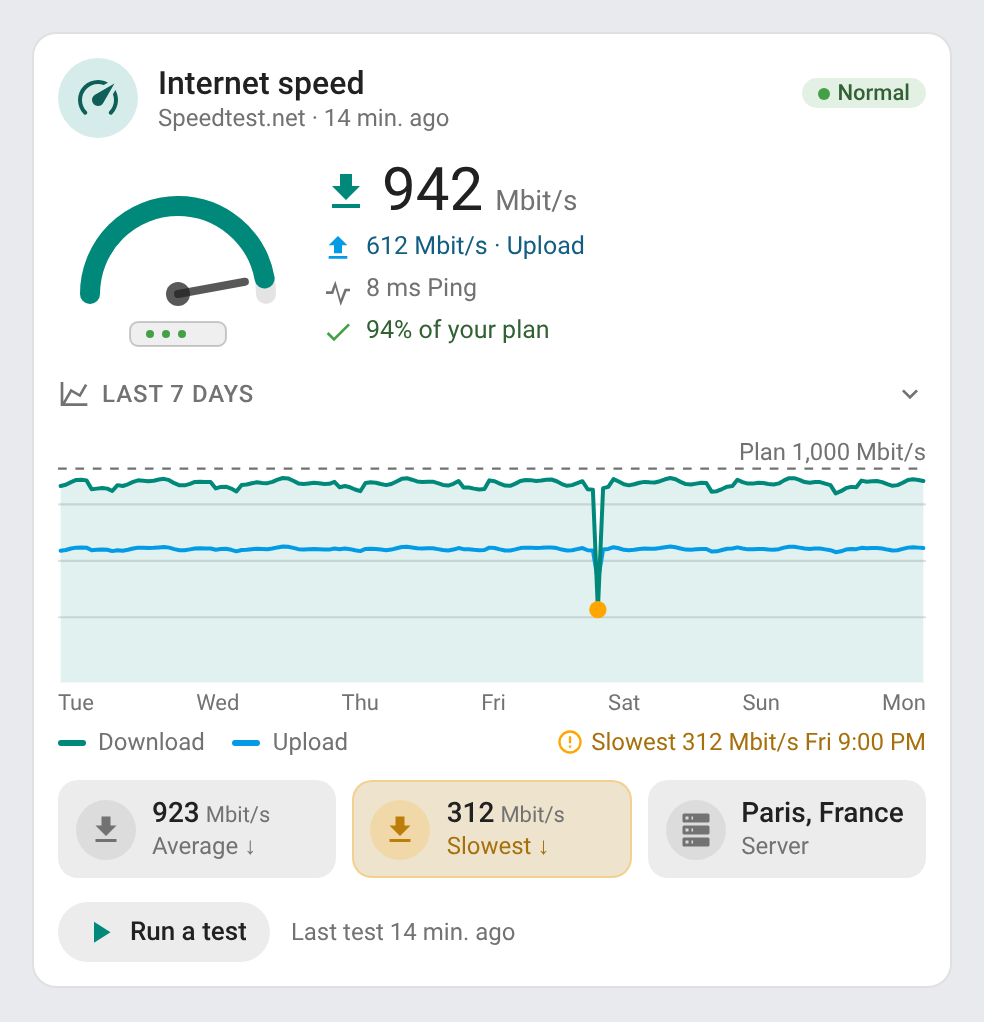 Internet speed
Speedtest.net · 14 min. ago
Normal
942 Mbit/s
612 Mbit/s · Upload
8 ms Ping
94% of your plan
LAST 7 DAYS
Plan 1,000 Mbit/s
Tue Wed Thu Fri Sat Sun Mon
Download Upload
Slowest 312 Mbit/s Fri 9:00 PM
923 Mbit/s
Average ↓
312 Mbit/s
Slowest ↓
Paris, France
Server
Run a test
Last test 14 min. ago